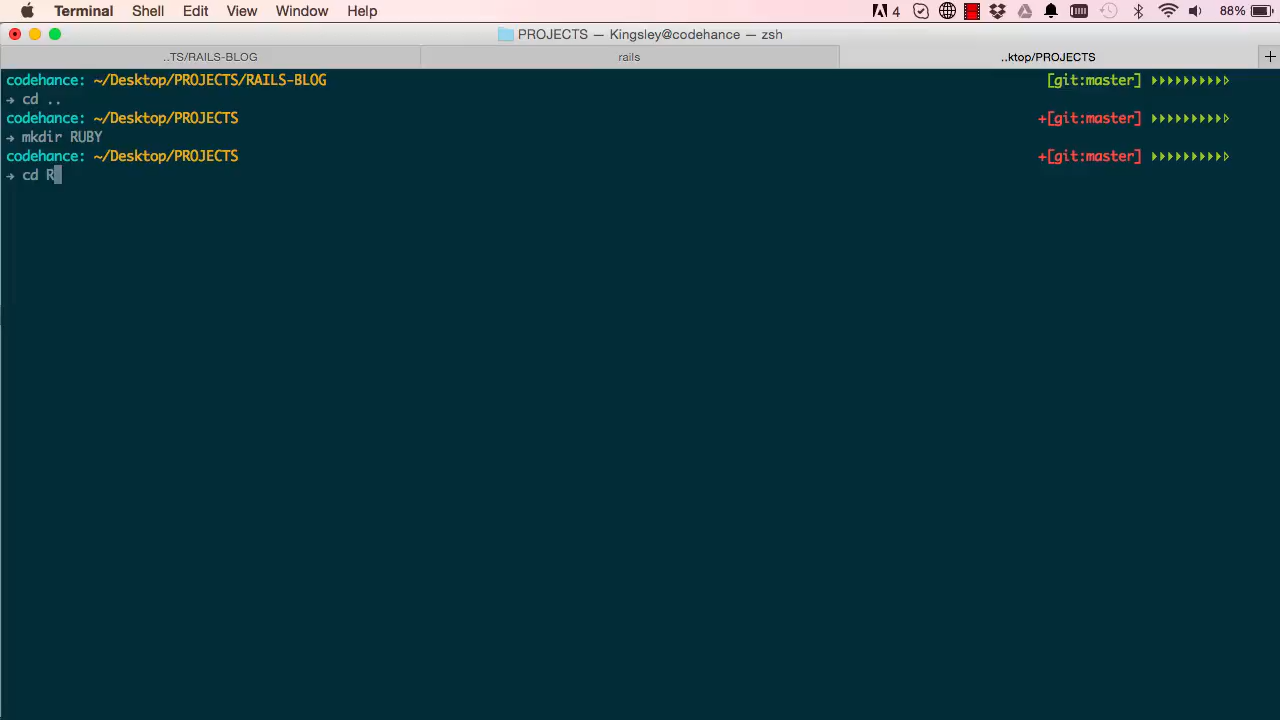 Terminal Shell Edit View Window Help 4 88%
PROJECTS — Kingsley@codehance — zsh
..TS/RAILS-BLOG rails ..ktop/PROJECTS +
codehance: ~/Desktop/PROJECTS/RAILS-BLOG [git:master]
→ cd ..
codehance: ~/Desktop/PROJECTS +[git:master]
→ mkdir RUBY
codehance: ~/Desktop/PROJECTS +[git:master]
→ cd R